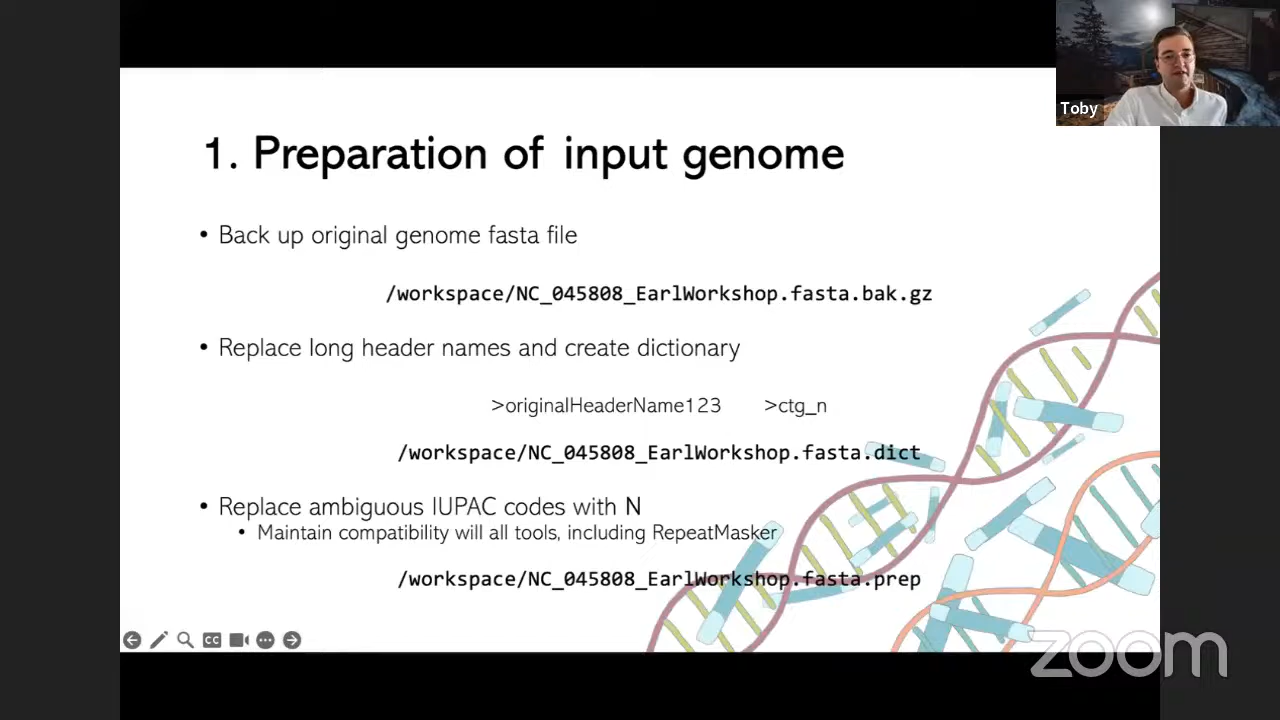 Toby
1. Preparation of input genome
• Back up original genome fasta file
/workspace/NC_045808_EarlWorkshop.fasta.bak.gz
• Replace long header names and create dictionary
>originalHeaderName123 >ctg_n
/workspace/NC_045808_EarlWorkshop.fasta.dict
• Replace ambiguous IUPAC codes with N
• Maintain compatibility will all tools, including RepeatMasker
/workspace/NC_045808_EarlWorkshop.fasta.prep
CC
zoom